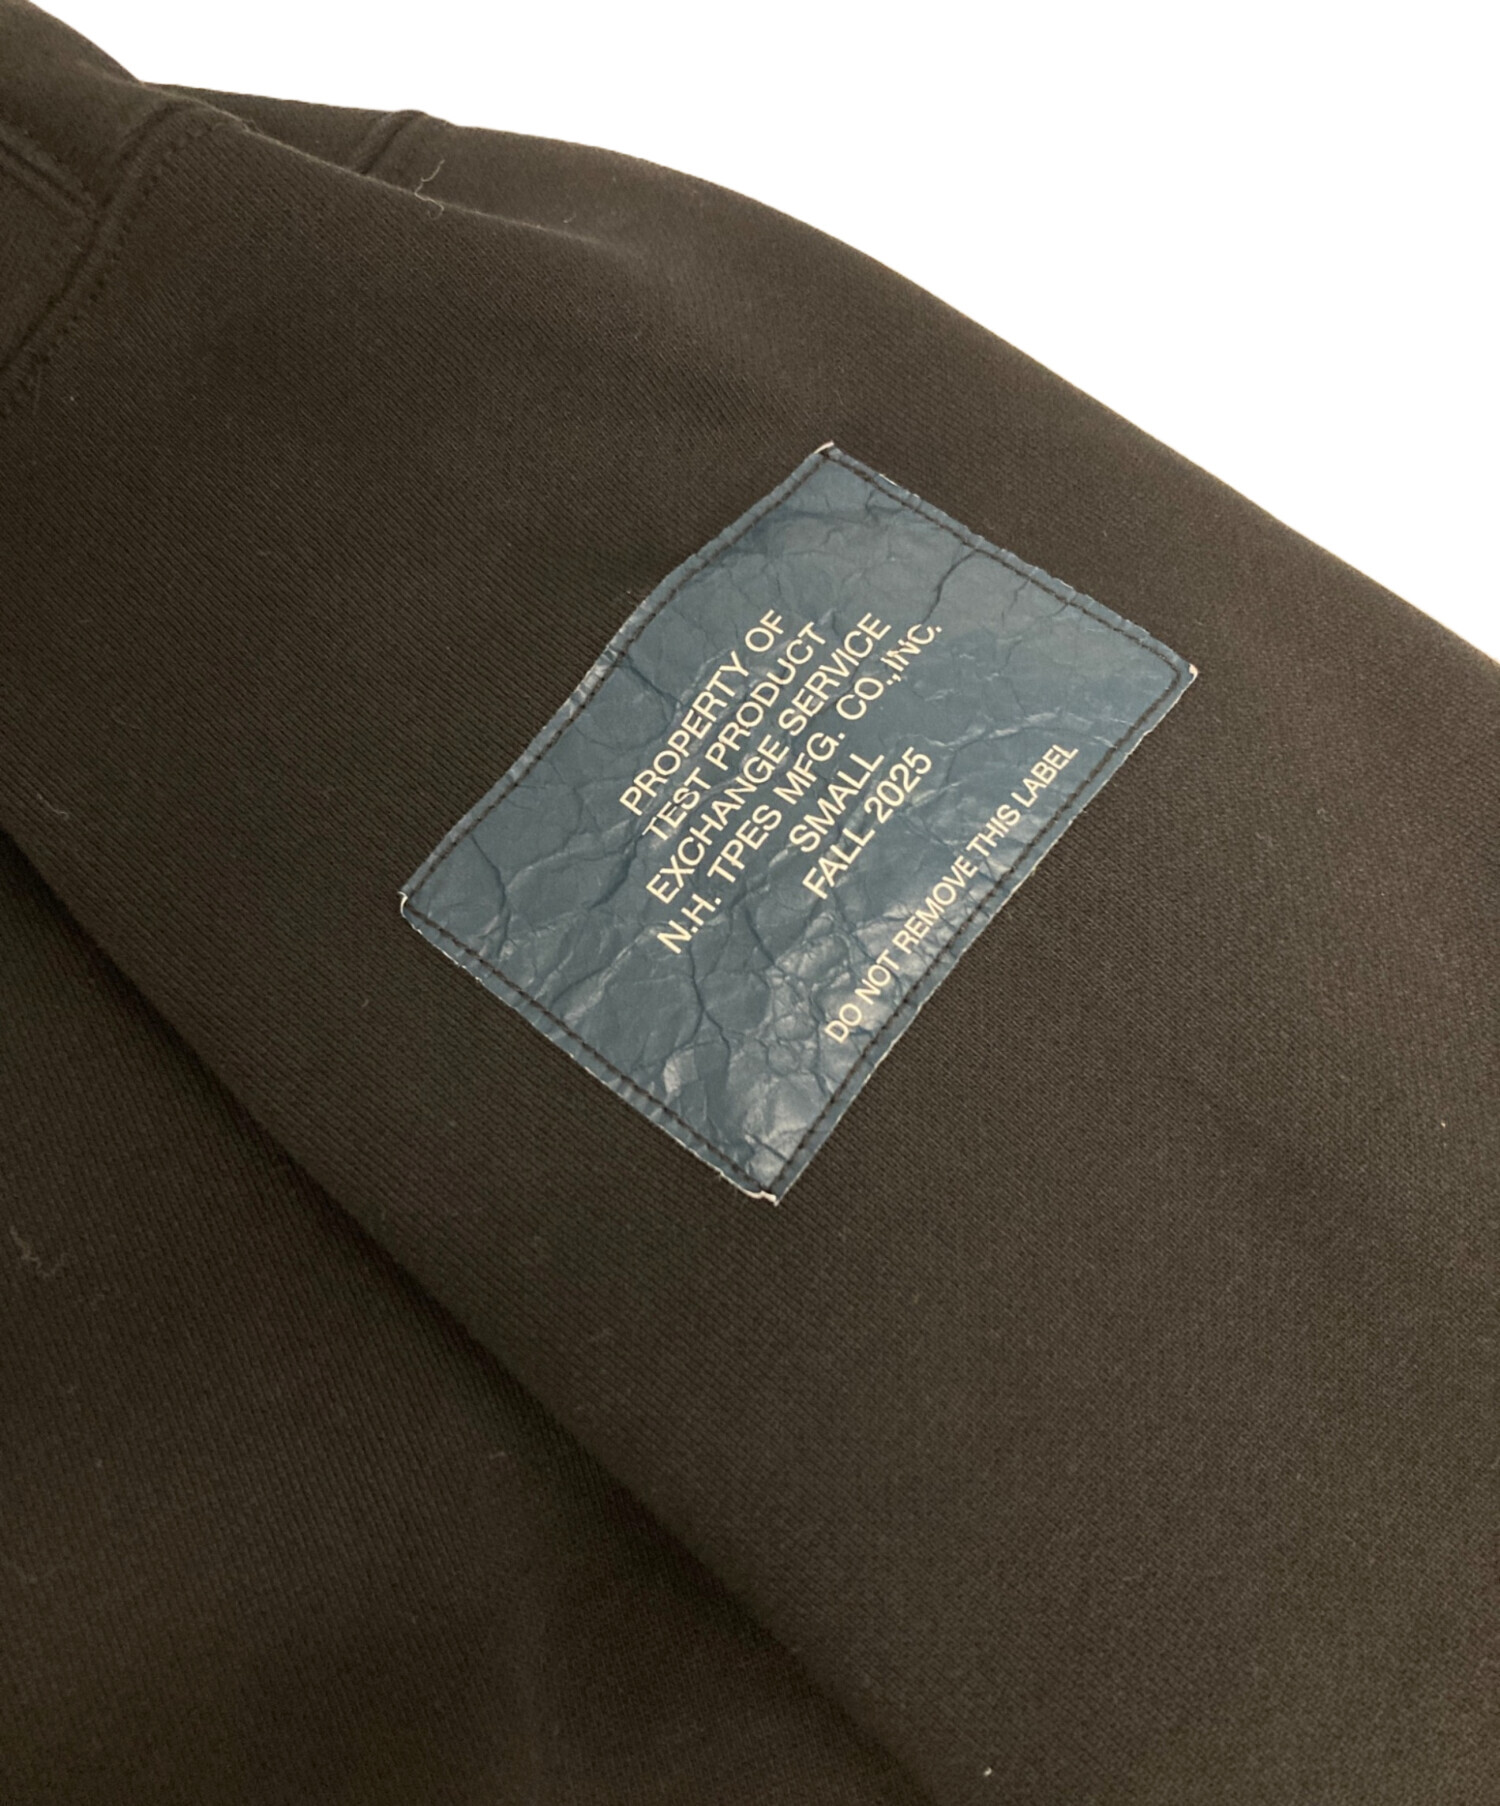 PROPERTY OF
TEST PRODUCT
EXCHANGE SERVICE
N.H. TPES MFG. CO.,INC.
SMALL
FALL 2025
DO NOT REMOVE THIS LABEL